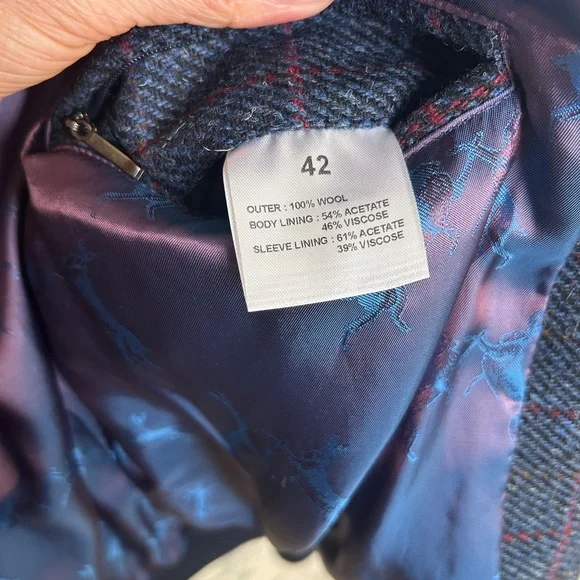 42
OUTER : 100% WOOL
BODY LINING : 54% ACETATE
46% VISCOSE
SLEEVE LINING : 61% ACETATE
39% VISCOSE